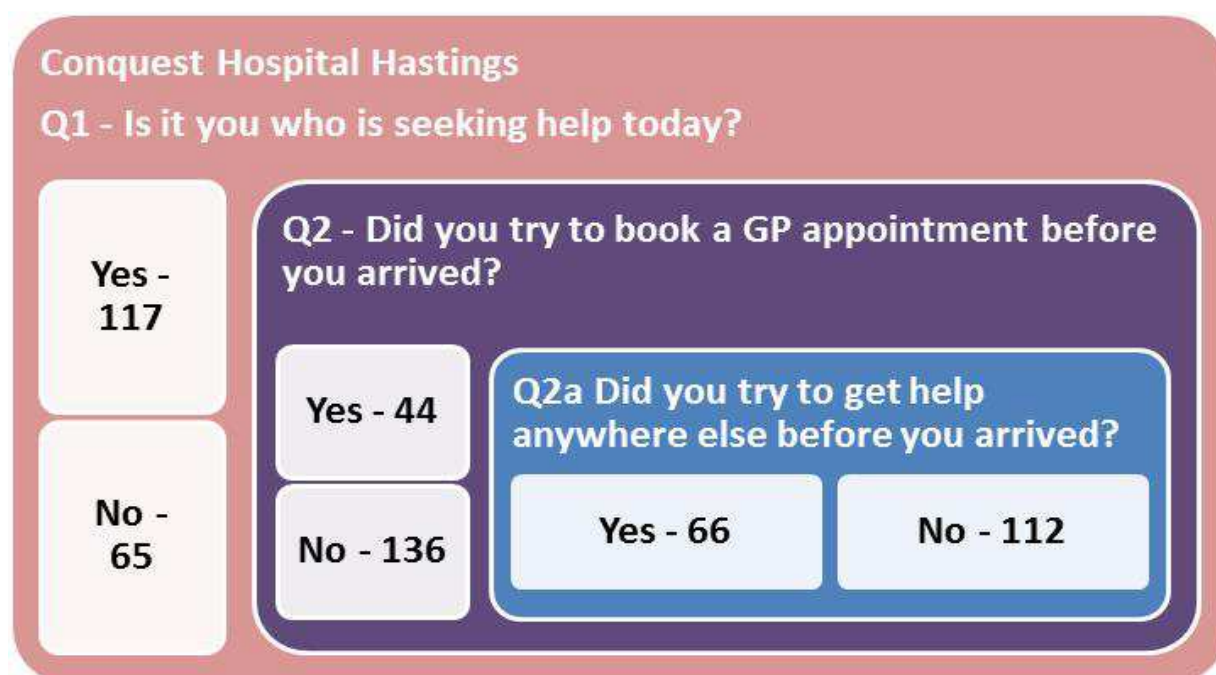 Conquest Hospital Hastings
Q1 - Is it you who is seeking help today?
Yes -
117
No -
65
Q2 - Did you try to book a GP appointment before
you arrived?
Yes - 44
No - 136
Q2a Did you try to get help
anywhere else before you arrived?
Yes - 66
No - 112